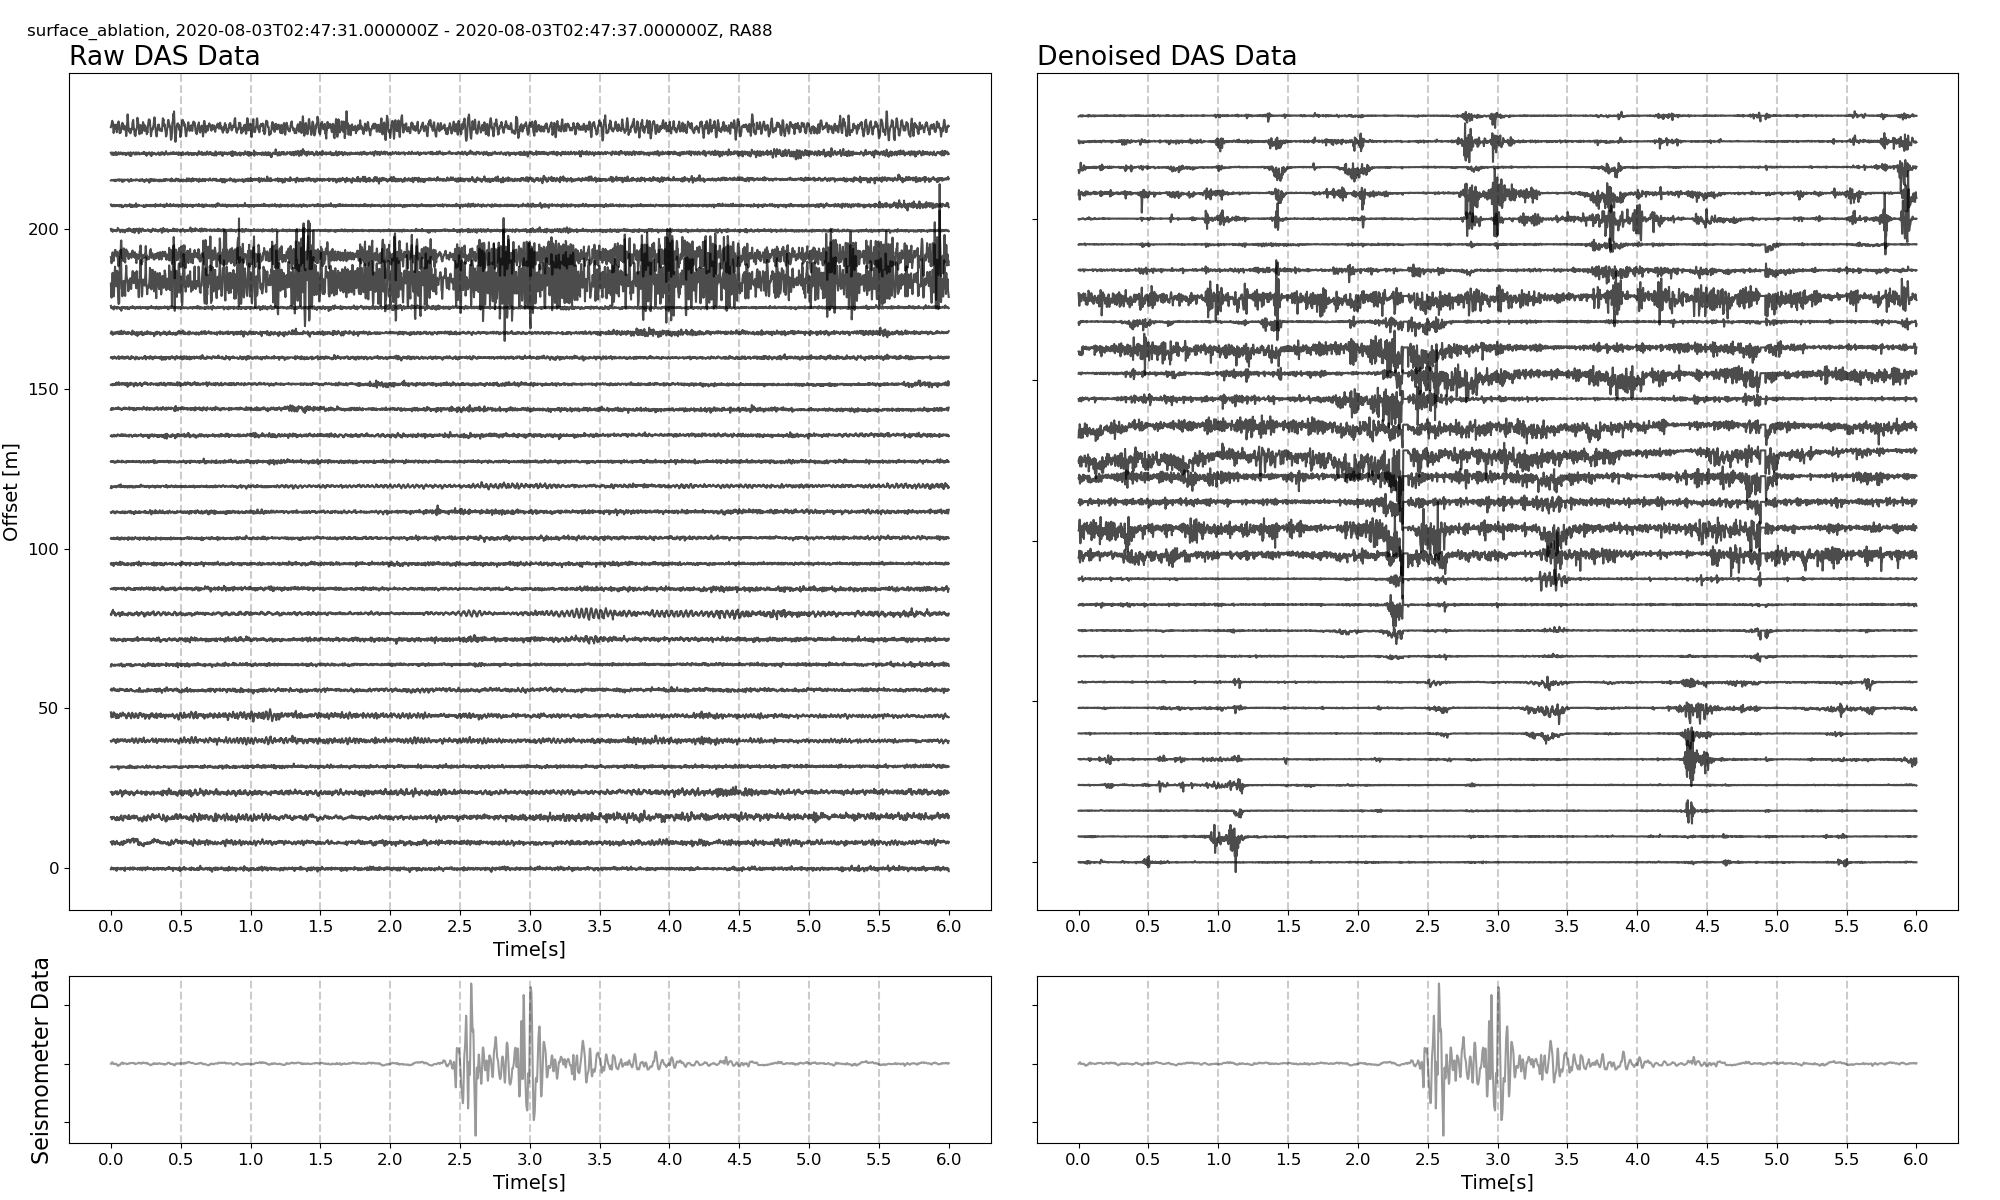 surface_ablation, 2020-08-03T02:47:31.000000Z - 2020-08-03T02:47:37.000000Z, RA88
Raw DAS Data
Denoised DAS Data
Offset [m]
200
150
100
50
0
0.0 0.5 1.0 1.5 2.0 2.5 3.0 3.5 4.0 4.5 5.0 5.5 6.0
Time[s]
0.0 0.5 1.0 1.5 2.0 2.5 3.0 3.5 4.0 4.5 5.0 5.5 6.0
Seismometer Data
0.0 0.5 1.0 1.5 2.0 2.5 3.0 3.5 4.0 4.5 5.0 5.5 6.0
Time[s]
0.0 0.5 1.0 1.5 2.0 2.5 3.0 3.5 4.0 4.5 5.0 5.5 6.0
Time[s]